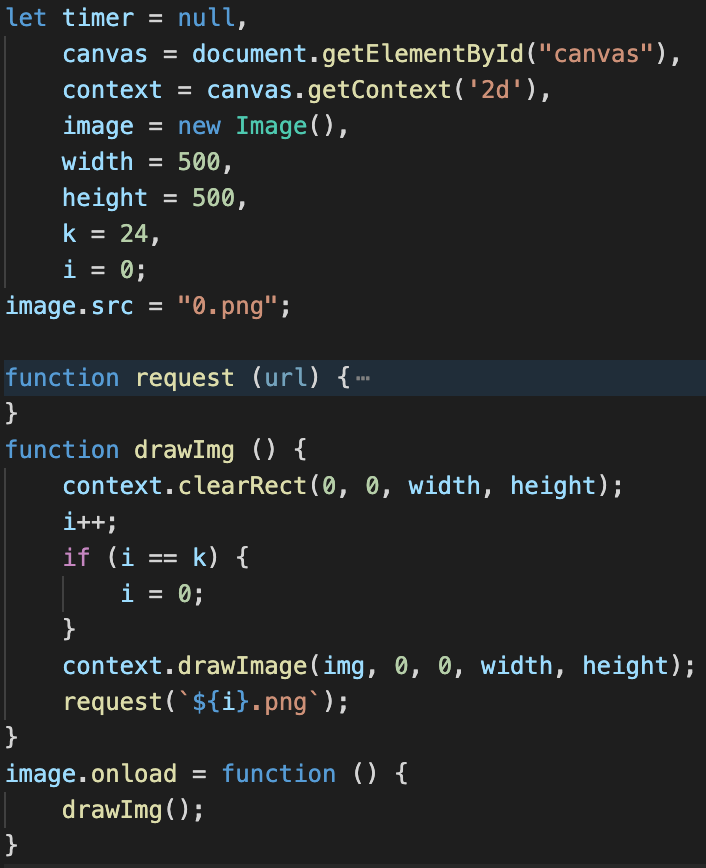 let timer = null,
    canvas = document.getElementById("canvas"),
    context = canvas.getContext('2d'),
    image = new Image(),
    width = 500,
    height = 500,
    k = 24,
    i = 0;
image.src = "0.png";

function request (url) {⋯
}
function drawImg () {
    context.clearRect(0, 0, width, height);
    i++;
    if (i == k) {
        i = 0;
    }
    context.drawImage(img, 0, 0, width, height);
    request(`${i}.png`);
}
image.onload = function () {
    drawImg();
}